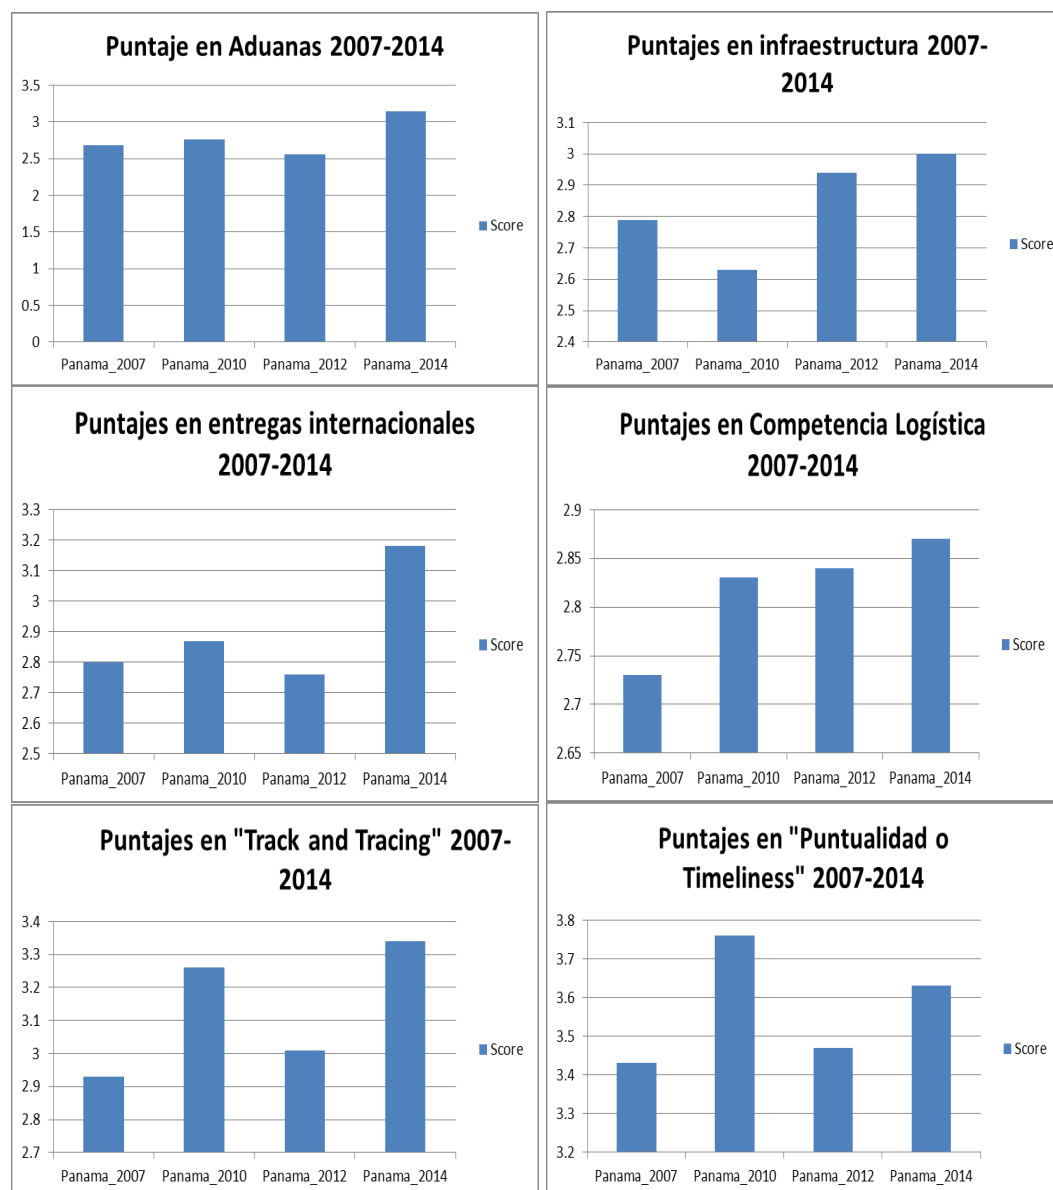 Puntaje en Aduanas 2007-2014
3.5
3
2.5
2
1.5
1
0.5
0
Panama_2007 Panama_2010 Panama_2012 Panama_2014
Score
Puntajes en infraestructura 2007-
2014
3.1
3
2.9
2.8
2.7
2.6
2.5
2.4
Panama_2007 Panama_2010 Panama_2012 Panama_2014
Score
Puntajes en entregas internacionales
2007-2014
3.3
3.2
3.1
3
2.9
2.8
2.7
2.6
2.5
Panama_2007 Panama_2010 Panama_2012 Panama_2014
Score
Puntajes en Competencia Logística
2007-2014
2.9
2.85
2.8
2.75
2.7
2.65
Panama_2007 Panama_2010 Panama_2012 Panama_2014
Score
Puntajes en "Track and Tracing" 2007-
2014
3.4
3.3
3.2
3.1
3
2.9
2.8
2.7
Panama_2007 Panama_2010 Panama_2012 Panama_2014
Score
Puntajes en "Puntualidad o
Timeliness" 2007-2014
3.8
3.7
3.6
3.5
3.4
3.3
3.2
Panama_2007 Panama_2010 Panama_2012 Panama_2014
Score